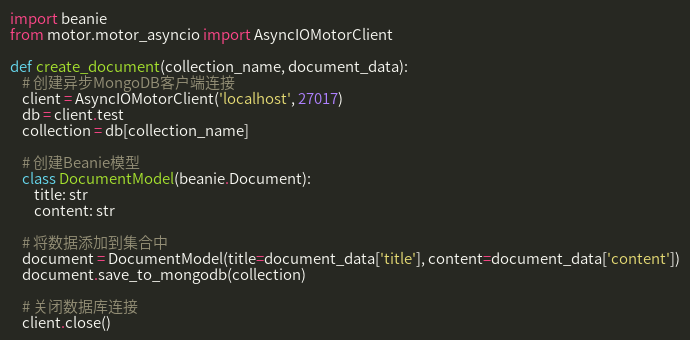 import beanie
from motor.motor_asyncio import AsyncIOMotorClient
def create_document(collection_name, document_data):
# 创建异步MongoDB客户端连接
client = AsyncIOMotorClient('localhost', 27017)
db = client.test
collection = db[collection_name]
# 创建Beanie模型
class DocumentModel(beanie.Document):
title: str
content: str
# 将数据添加到集合中
document = DocumentModel(title=document_data['title'], content=document_data['content'])
document.save_to_mongodb(collection)
# 关闭数据库连接
client.close()